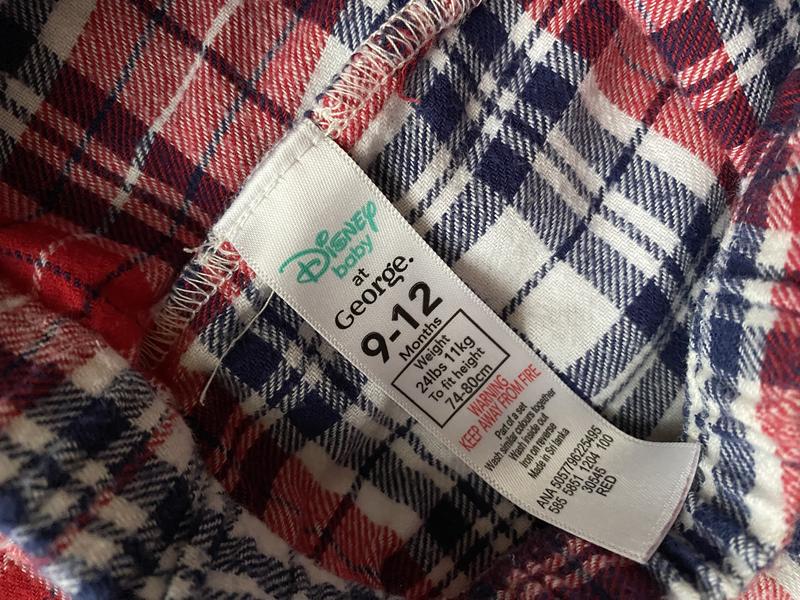 Disney
baby
at
George.
9-12
Months
Weight
24lbs 11kg
To fit height
74-80cm
WARNING
KEEP AWAY FROM FIRE
Part of a set
Wash similar colours together
Wash inside out
Iron on reverse
Made in Sri lanka
ANA 5057796225495
585 5851 1204 100
30545
RED